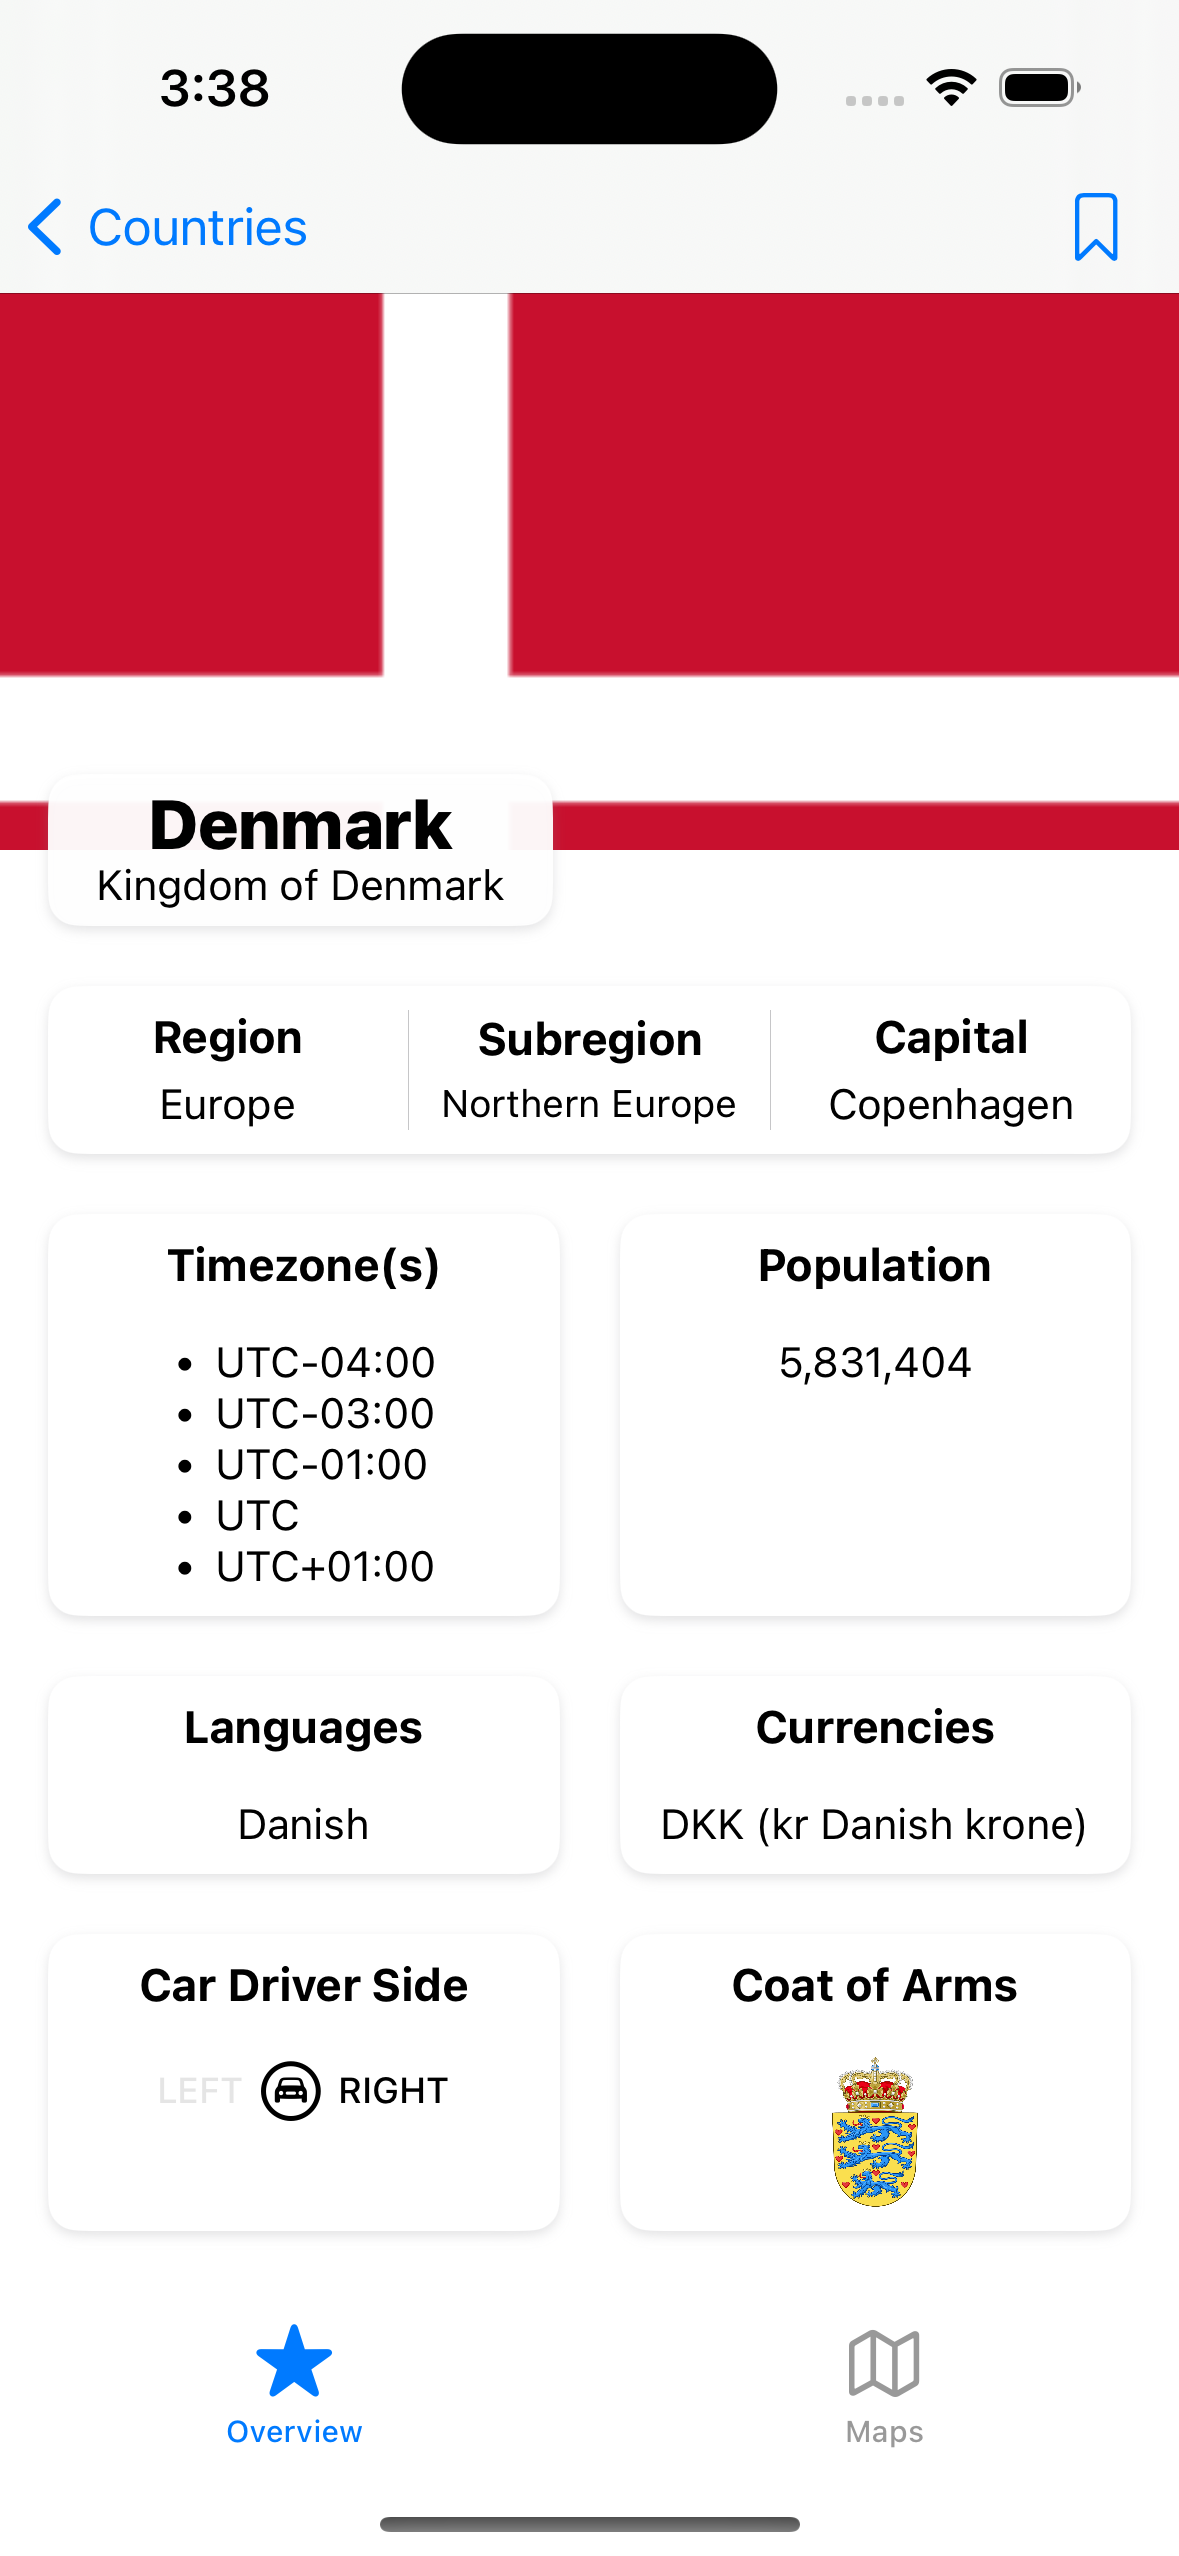 3:38
Countries
Denmark
Kingdom of Denmark
Region
Europe
Subregion
Northern Europe
Capital
Copenhagen
Timezone(s)
• UTC-04:00
• UTC-03:00
• UTC-01:00
• UTC
• UTC+01:00
Population
5,831,404
Languages
Danish
Currencies
DKK (kr Danish krone)
Car Driver Side
LEFT RIGHT
Coat of Arms
Overview
Maps